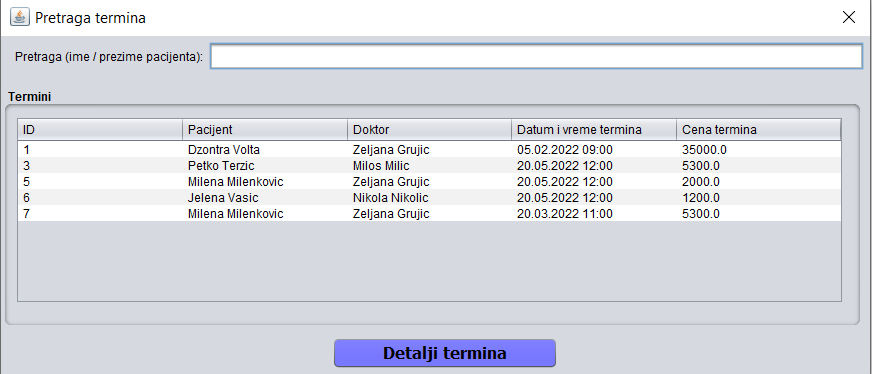 Pretraga termina
Pretraga (ime / prezime pacijenta):
Termini
ID Pacijent Doktor Datum i vreme termina Cena termina
1 Dzontra Volta Zeljana Grujic 05.02.2022 09:00 35000.0
3 Petko Terzic Milos Milic 20.05.2022 12:00 5300.0
5 Milena Milenkovic Zeljana Grujic 20.05.2022 12:00 2000.0
6 Jelena Vasic Nikola Nikolic 20.05.2022 12:00 1200.0
7 Milena Milenkovic Zeljana Grujic 20.03.2022 11:00 5300.0
Detalji termina